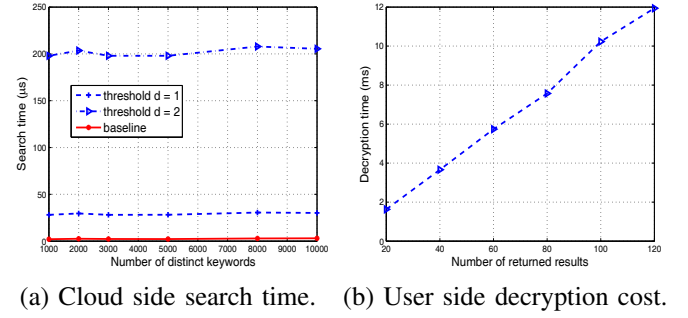 250
200
150
100
50
0
Search time (μs)
threshold d = 1
threshold d = 2
baseline
1000 2000 3000 4000 5000 6000 7000 8000 9000 10000
Number of distinct keywords
(a) Cloud side search time.
12
10
8
6
4
2
0
Decryption time (ms)
20 40 60 80 100 120
Number of returned results
(b) User side decryption cost.